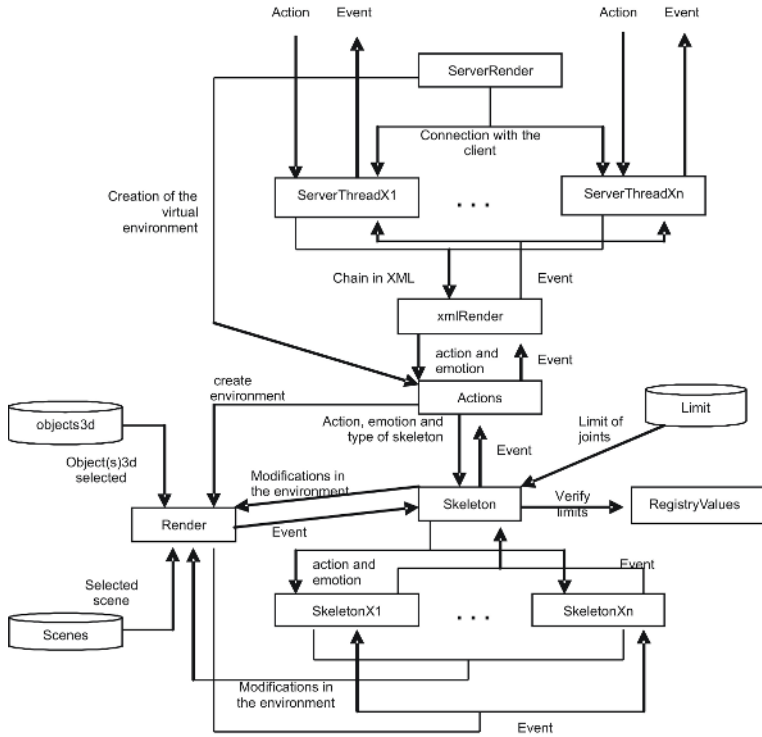 Action
Event
Action
Event
ServerRender
Connection with the
client
ServerThreadX1
. . .
ServerThreadXn
Creation of the
virtual
environment
Chain in XML
Event
xmlRender
action and
emotion
Event
create
environment
Actions
objects3d
Action, emotion and
type of skeleton
Limit of
joints
Limit
Object(s)3d
selected
Event
Modifications in
the environment
Skeleton
Verify
limits
RegistryValues
Render
Event
action and
emotion
Event
Selected
scene
SkeletonX1
. . .
SkeletonXn
Scenes
Modifications in
the environment
Event